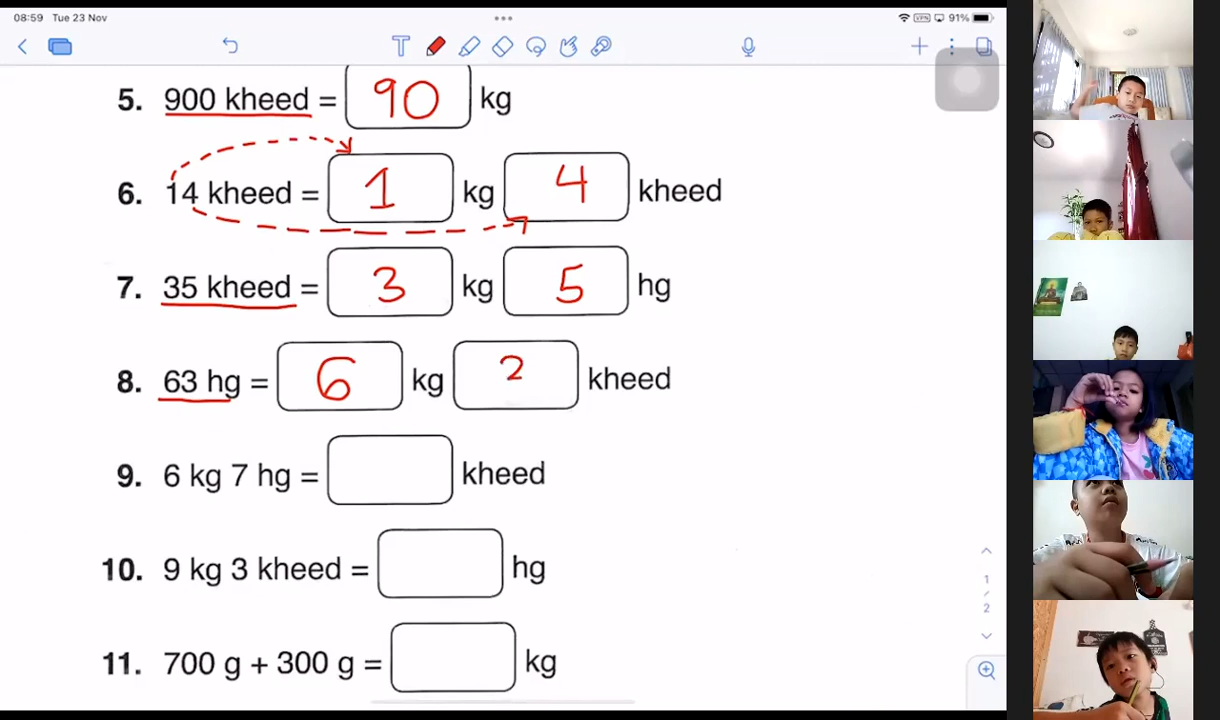 08:59 Tue 23 Nov
VPN 91%
T
5. 900 kheed = 90 kg
6. 14 kheed = 1 kg 4 kheed
7. 35 kheed = 3 kg 5 hg
8. 63 hg = 6 kg 2 kheed
9. 6 kg 7 hg = kheed
10. 9 kg 3 kheed = hg
1
/
2
11. 700 g + 300 g = kg